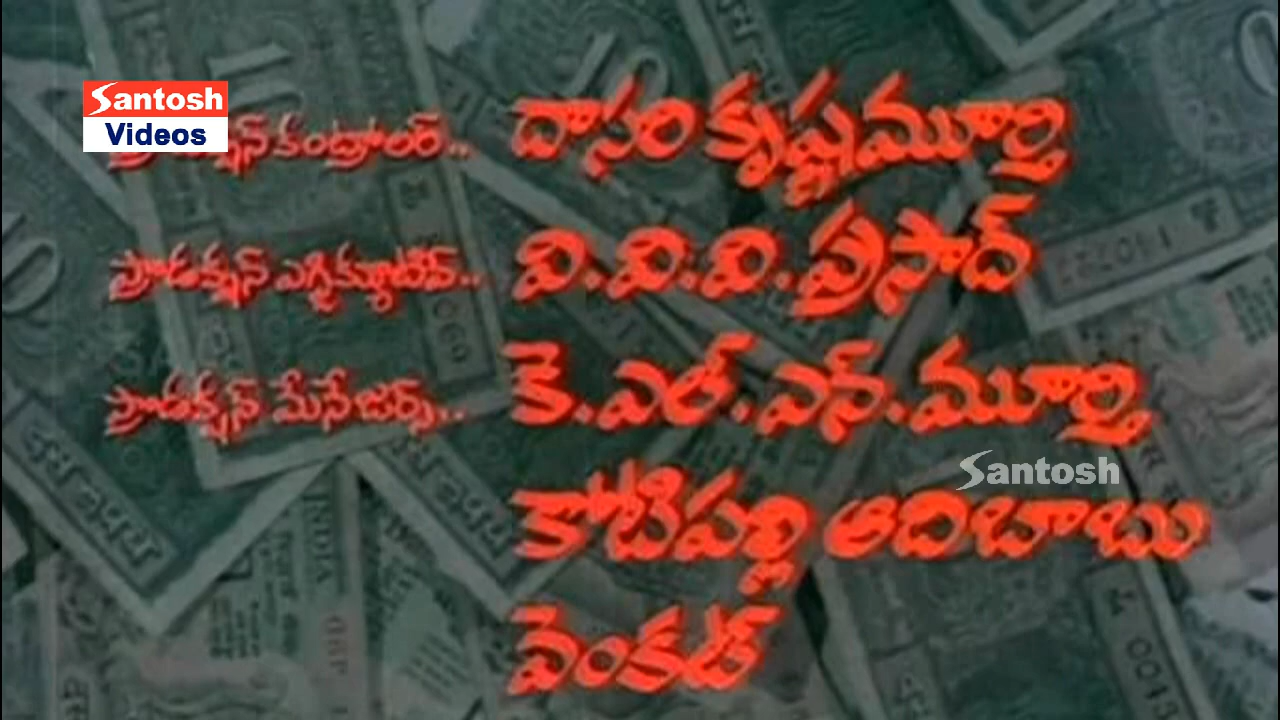 Santosh
Videos
ప్రొడక్షన్ కంట్రోలర్.. దాసరి కృష్ణమూర్తి
ప్రొడక్షన్ ఎగ్జిక్యూటివ్.. వి.వి.వి.ప్రసాద్
ప్రొడక్షన్ మేనేజర్స్.. కె.ఎల్.ఎన్.మూర్తి
Santosh
కోటిపల్లి ఆదిబాబు
వెంకట్